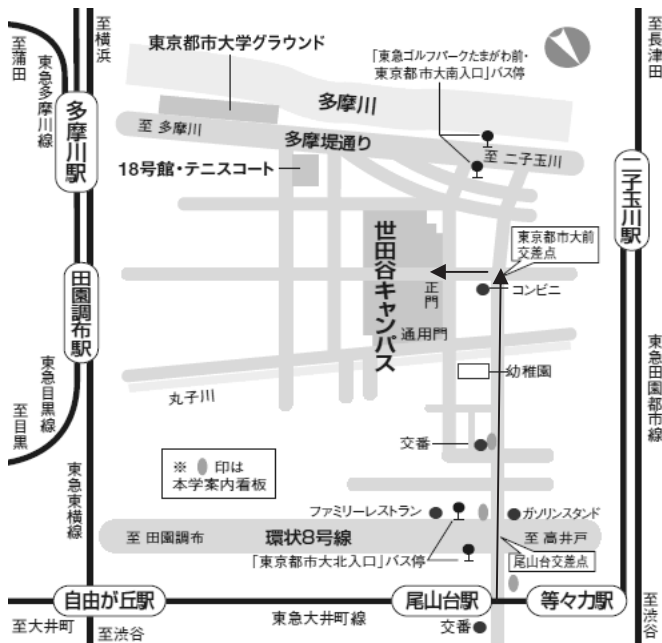 至蒲田
東急多摩川線
至横浜
東京都市大学グラウンド
「東急ゴルフパークたまがわ前・
東京都市大南入口」バス停
至長津田
多摩川
多摩川駅
至 多摩川
多摩堤通り
至 二子玉川
18号館・テニスコート
二子玉川駅
世田谷キャンパス
東京都市大前
交差点
田園調布駅
正門
コンビニ
通用門
幼稚園
丸子川
東急目黒線
至目黒
東急田園都市線
交番
※ 印は
本学案内看板
東急東横線
ファミリーレストラン
ガソリンスタンド
至 田園調布
環状8号線
至 高井戸
「東京都市大北入口」バス停
尾山台交差点
自由が丘駅
尾山台駅
等々力駅
至大井町
至渋谷
東急大井町線
交番
至渋谷